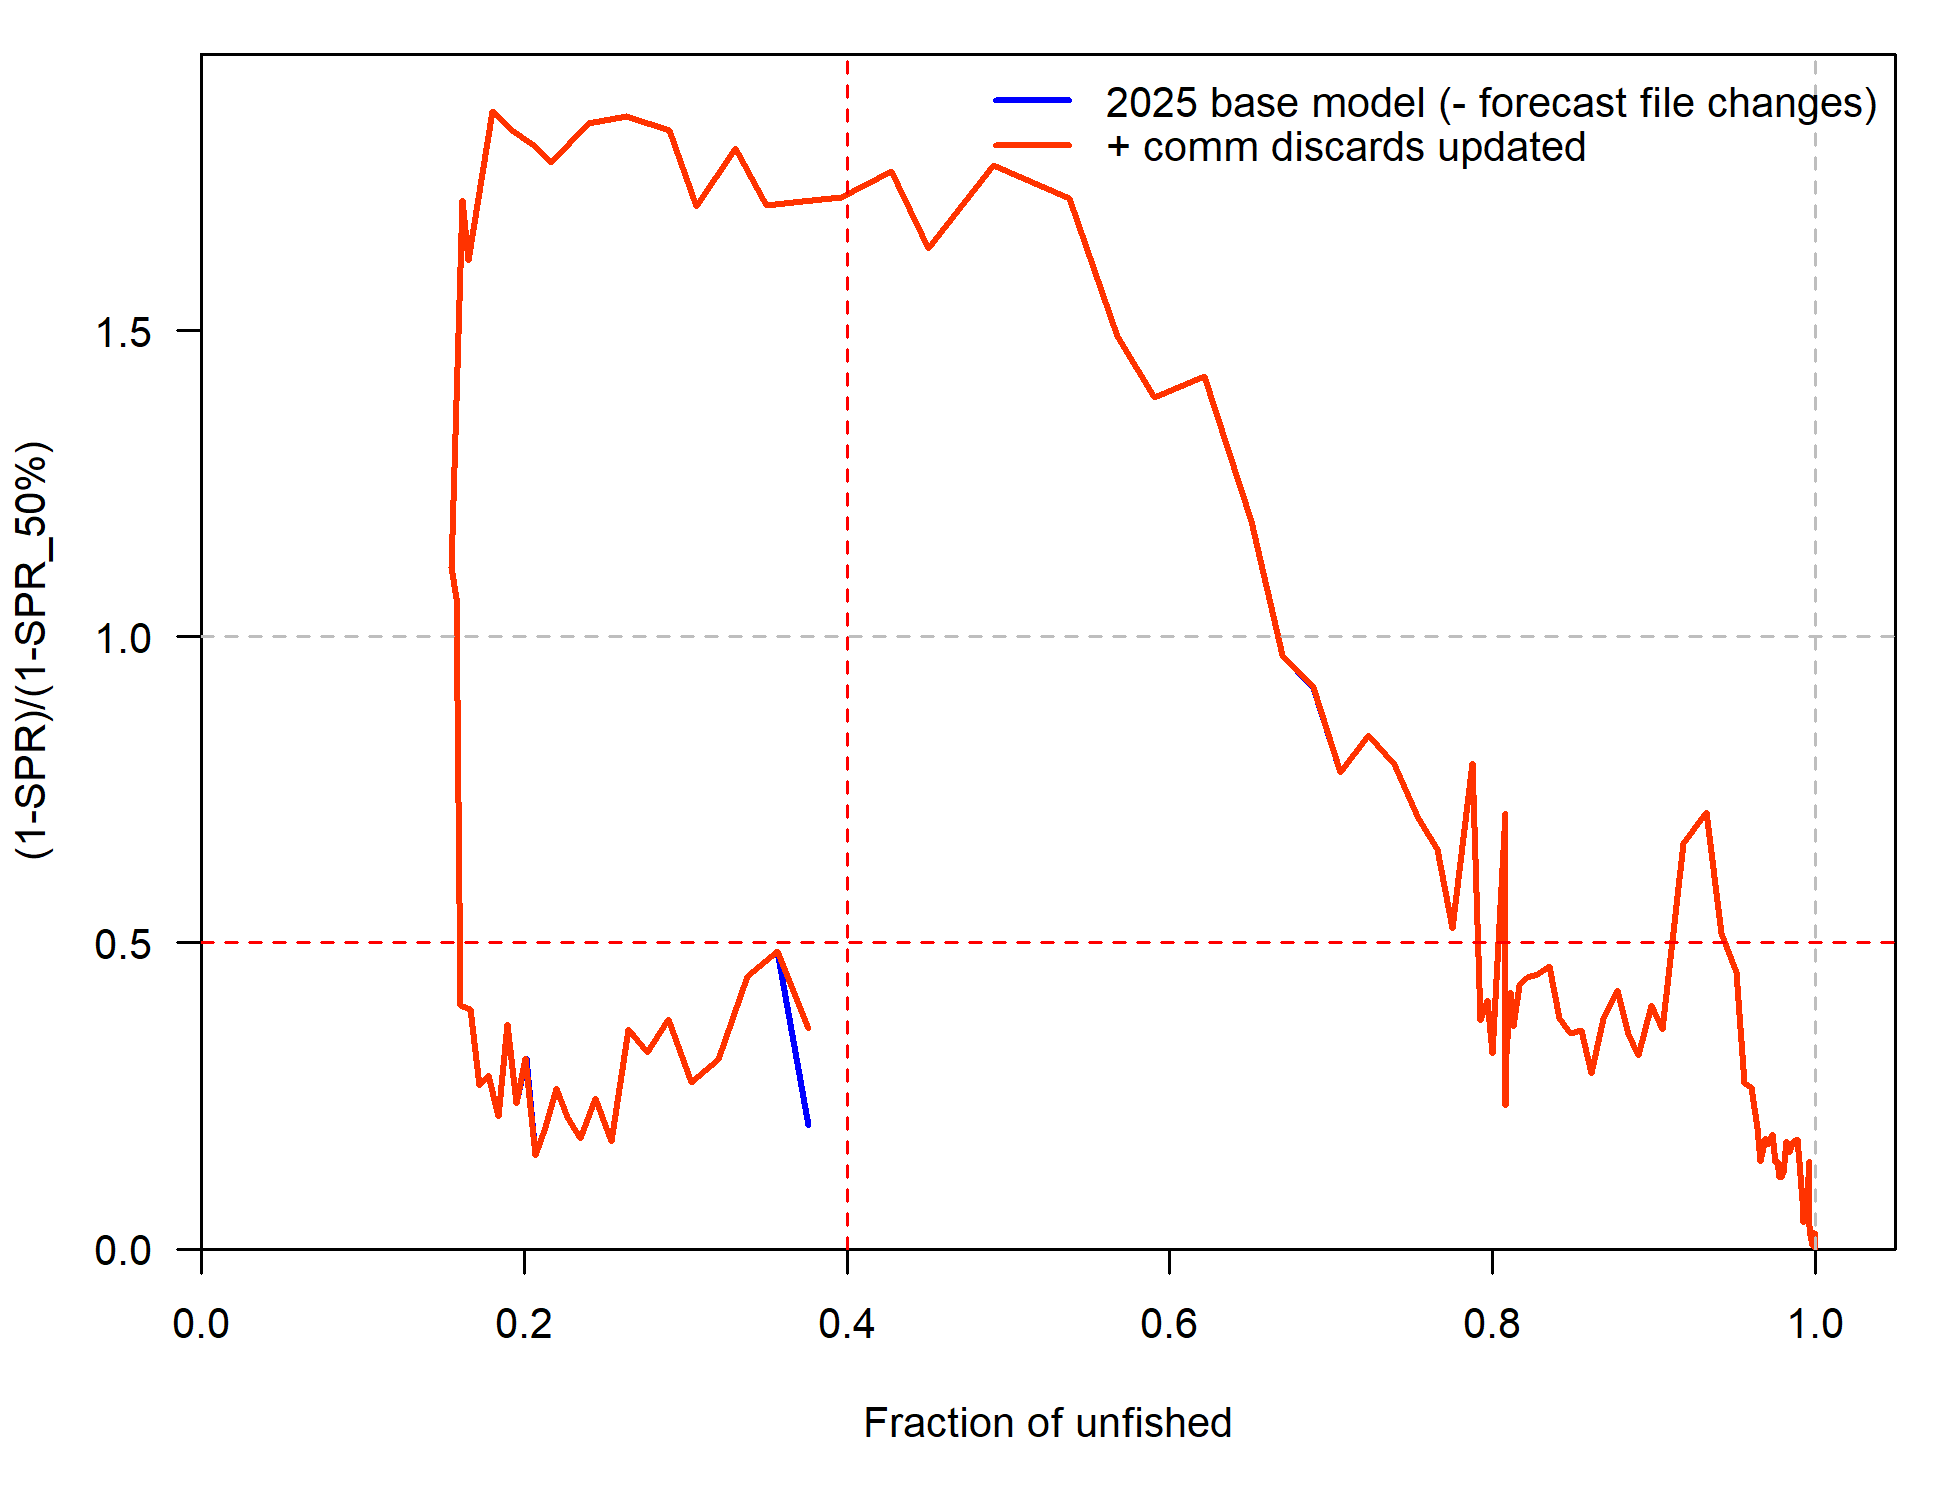 2025 base model (- forecast file changes)
+ comm discards updated
(1-SPR)/(1-SPR_50%)
1.5
1.0
0.5
0.0
0.0 0.2 0.4 0.6 0.8 1.0
Fraction of unfished